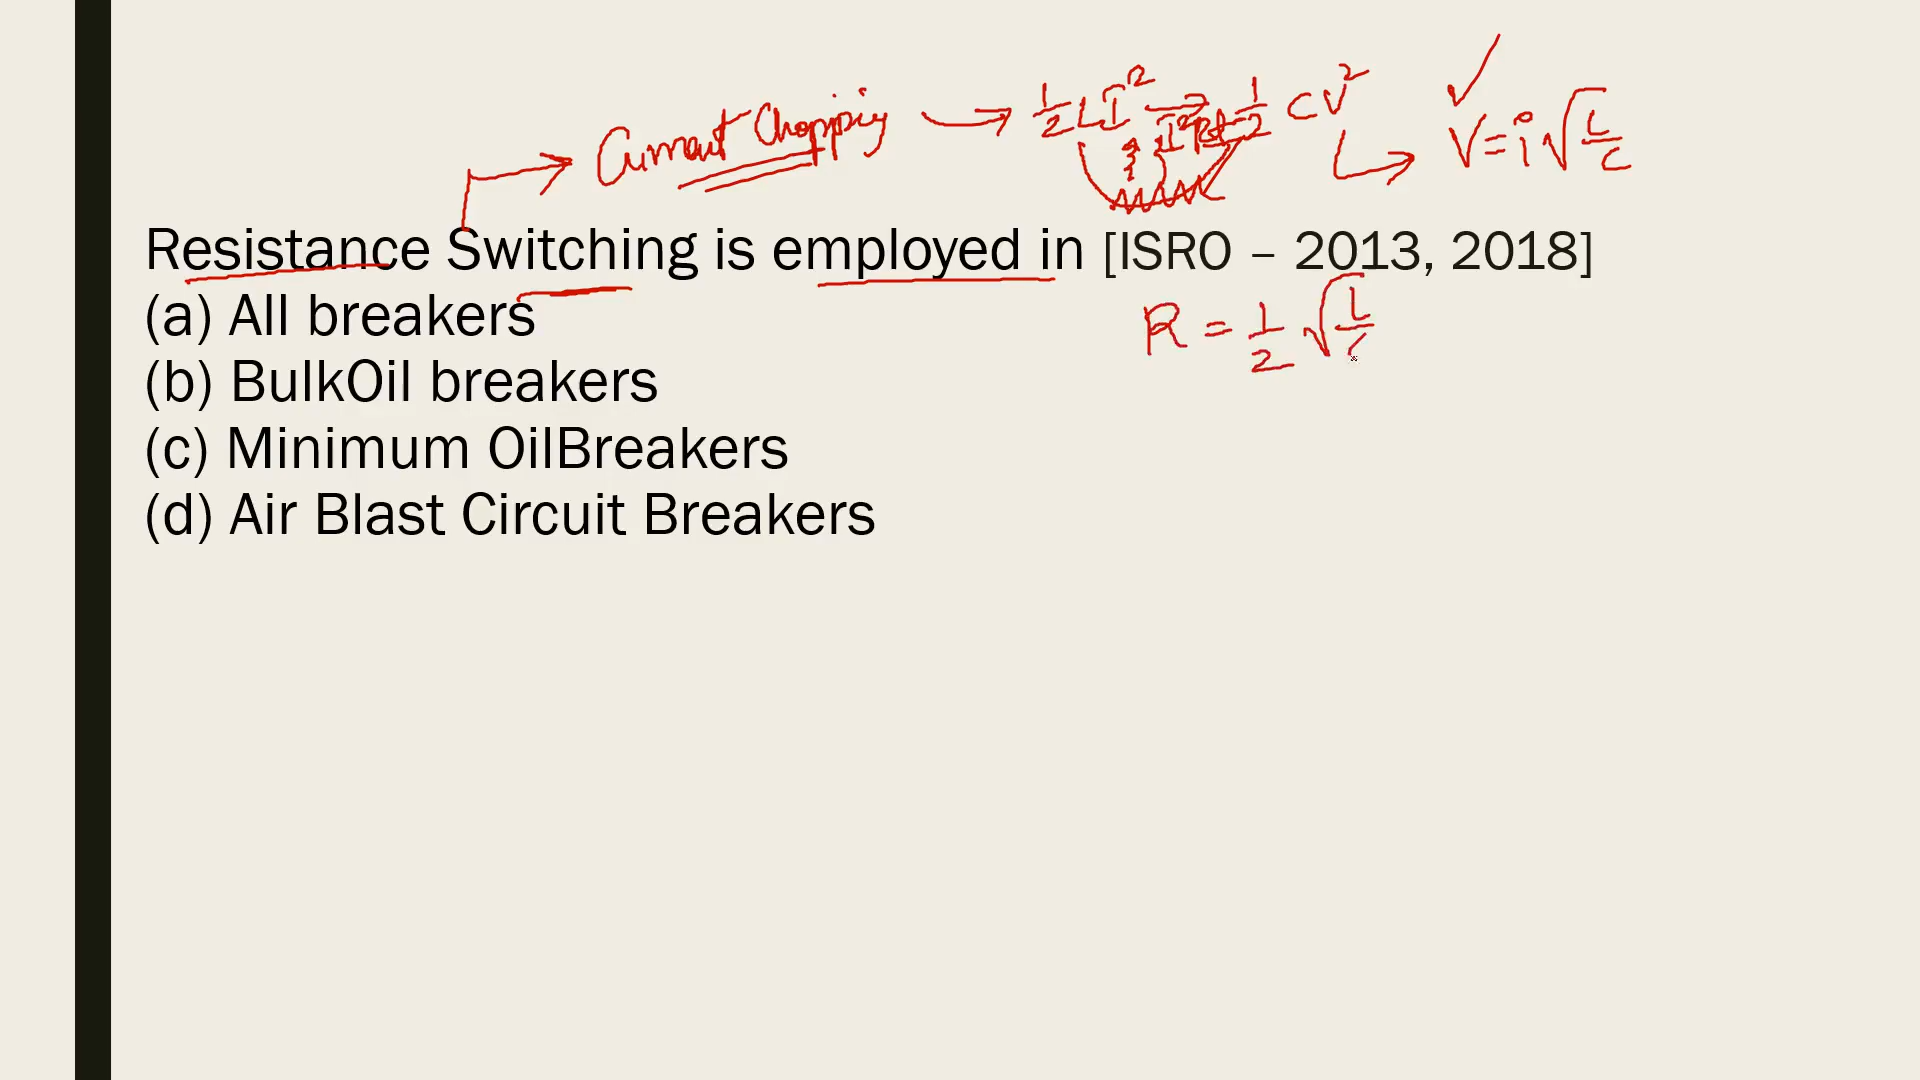 Current Chopping → ½LI² → ½CV² ✓
I²Rt V=i√(L/C)
Resistance Switching is employed in [ISRO – 2013, 2018]
(a) All breakers
R = ½√(L/
(b) BulkOil breakers
(c) Minimum OilBreakers
(d) Air Blast Circuit Breakers